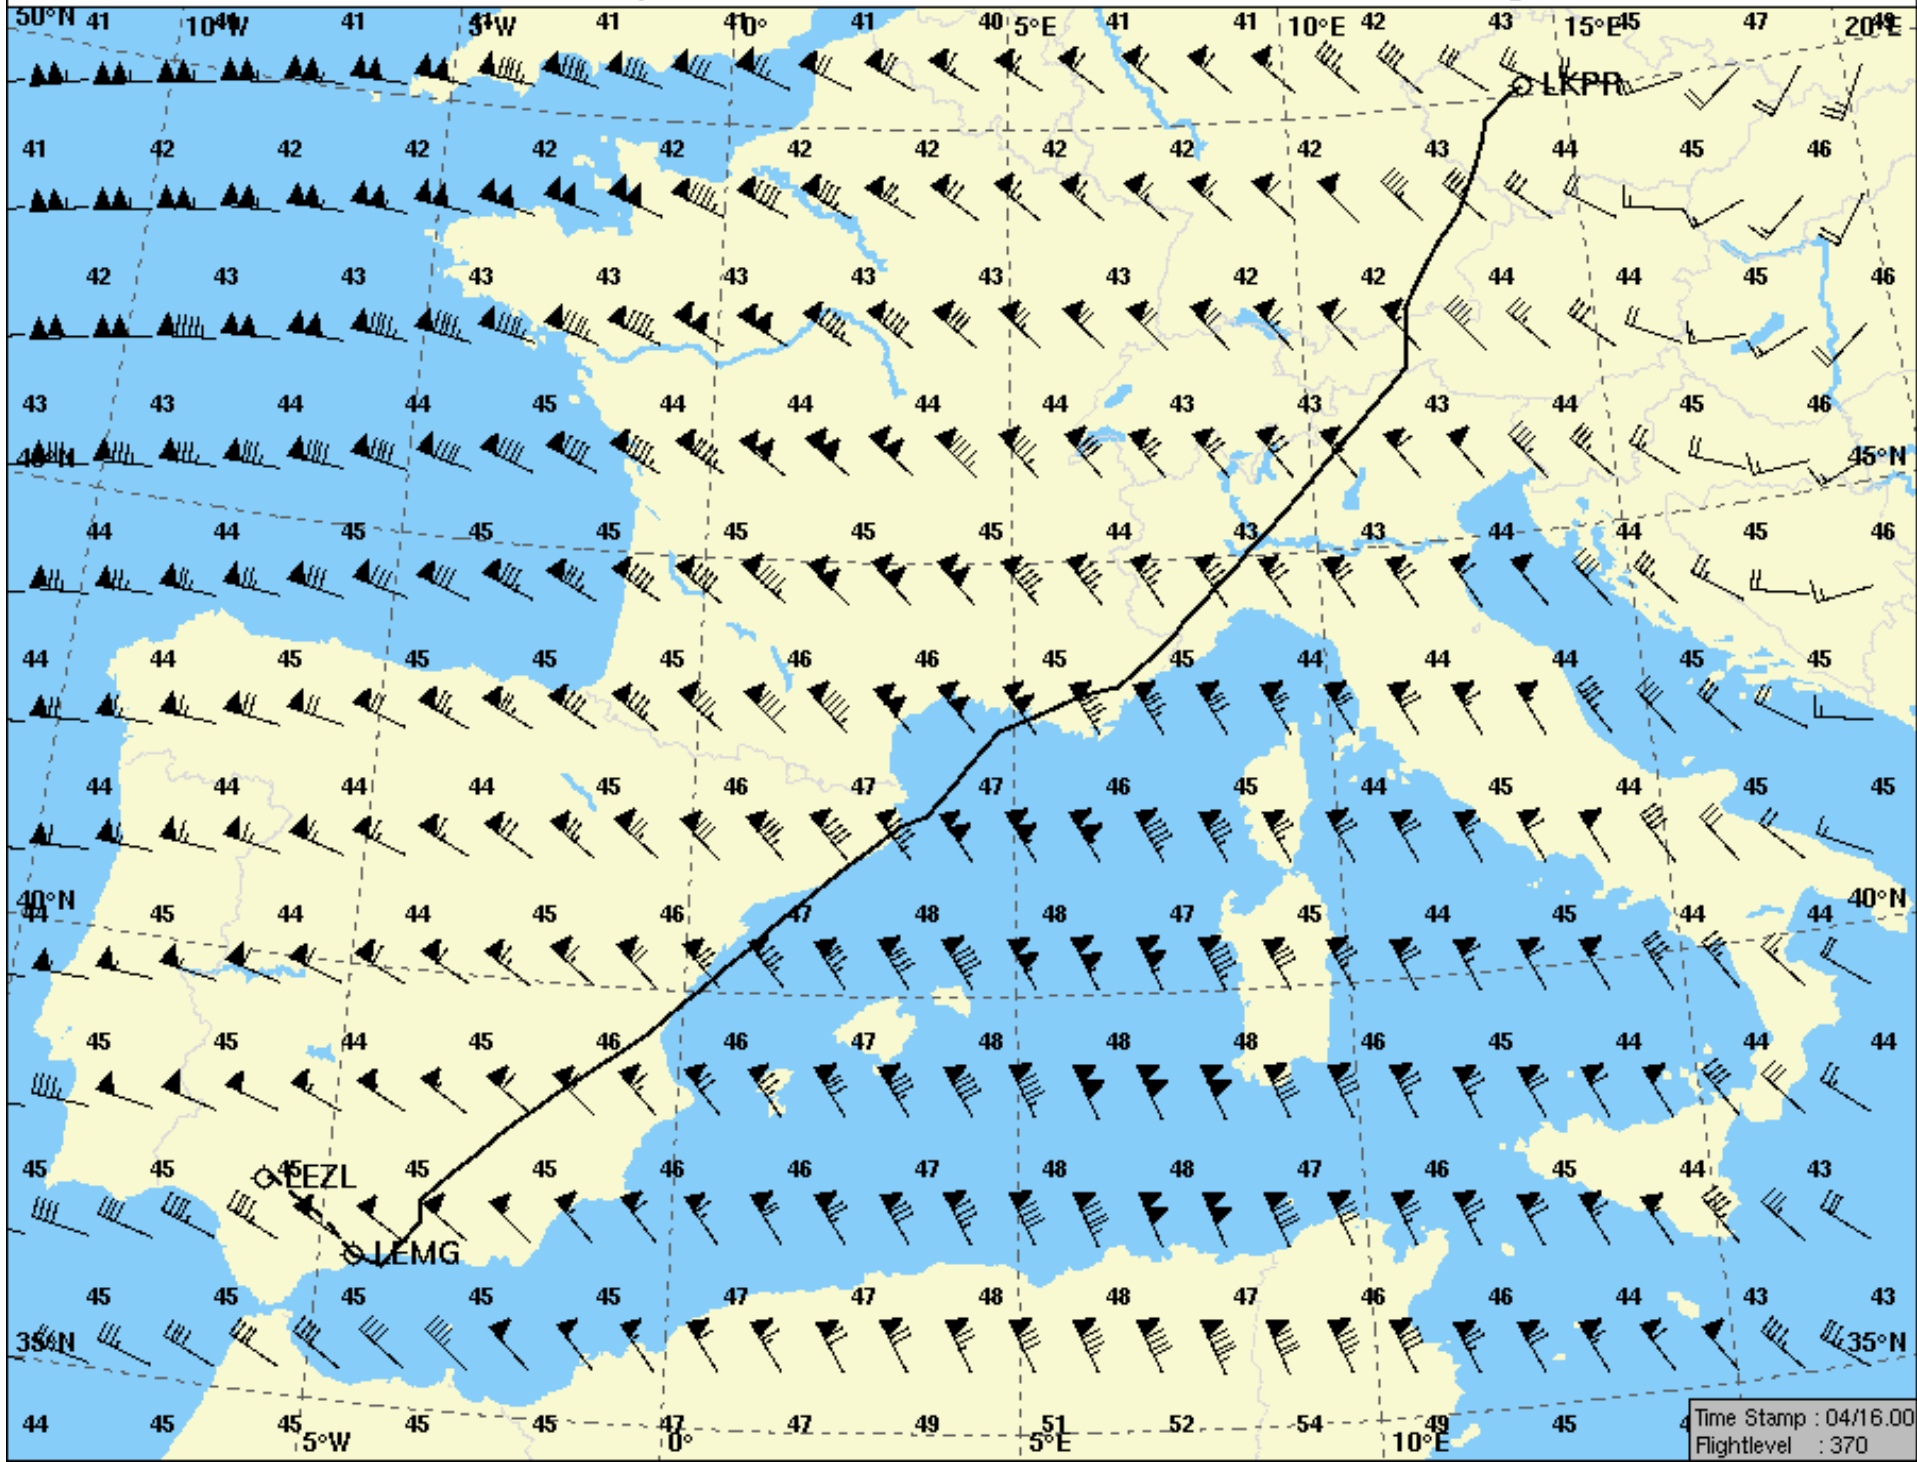 50°N 41 10°W 41 41 5°W 41 41 0° 41 40 5°E 41 41 10°E 42 43 15°E 45 47 20°E 49
LKPR
41 42 42 42 42 42 42 42 42 42 42 43 44 45 46
42 43 43 43 43 43 43 43 43 42 42 44 44 45 46
43 43 44 44 45 44 44 44 44 43 43 43 44 45 46
45°N 45°N
44 44 45 45 45 45 45 45 44 43 43 44 44 45 46
44 44 45 45 45 45 46 46 45 45 44 44 44 45 45
44 44 44 44 45 46 47 47 46 45 44 45 44 45 45
40°N 40°N
44 45 44 44 45 46 47 48 48 47 45 44 45 44 44
45 45 44 45 46 46 47 48 48 48 46 45 44 44 44
45 45 45 45 45 46 46 47 48 48 47 46 45 44 43
LEZL
LEMG
45 45 45 45 45 47 47 48 48 47 46 46 44 43 43
35°N 35°N
44 45 45 45 45 47 47 49 51 52 54 49 45
5°W 0° 5°E 10°E
Time Stamp : 04/16.00
Flightlevel : 370